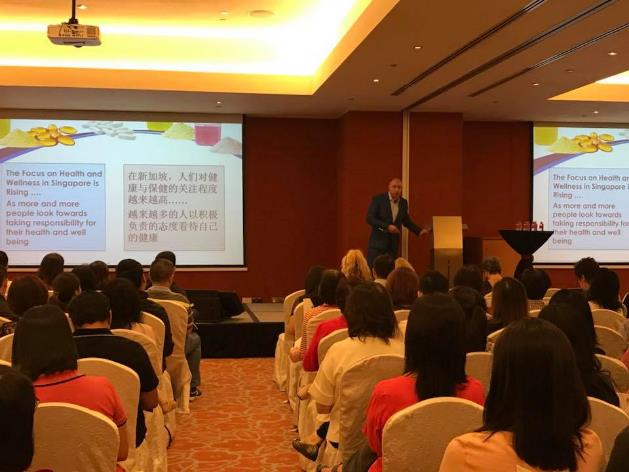 The Focus on Health and
Wellness in Singapore is
Rising ....
As more and more
people look towards
taking responsibility for
their health and well
being
在新加坡，人们对健
康与保健的关注程度
越来越高……
越来越多的人以积极
负责的态度看待自己
的健康
The Focus on Health an
Wellness in Singapore is
Rising ....
As more and more
people look towards
taking responsibility for
their health and well
being